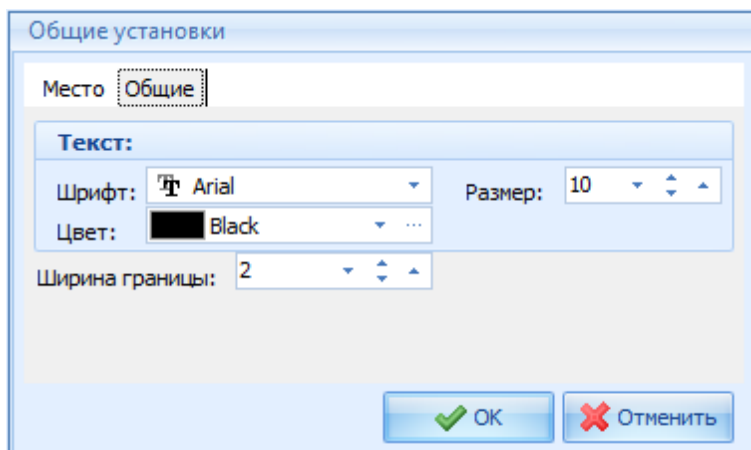 Общие установки
Место Общие
Текст:
Шрифт: Arial Размер: 10
Цвет: Black
Ширина границы: 2
OK Отменить